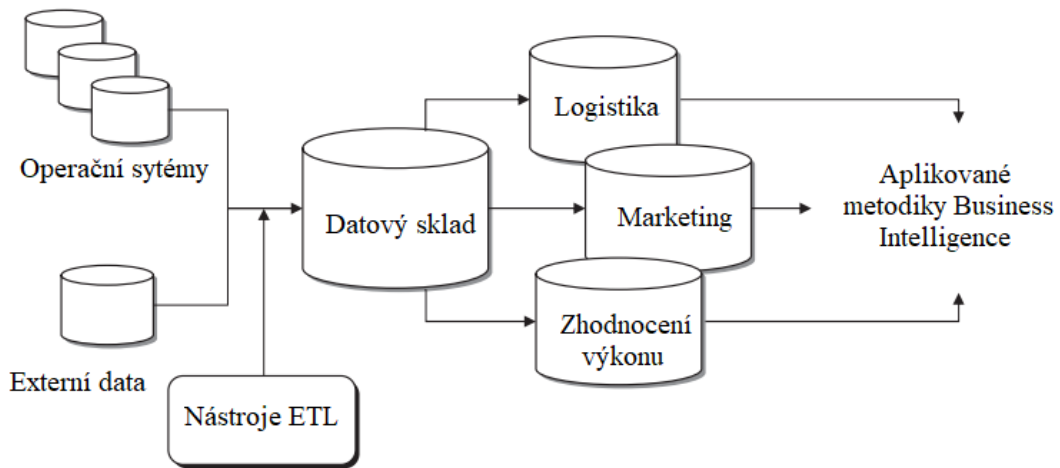 Operační sytémy
Externí data
Nástroje ETL
Datový sklad
Logistika
Marketing
Zhodnocení
výkonu
Aplikované
metodiky Business
Intelligence